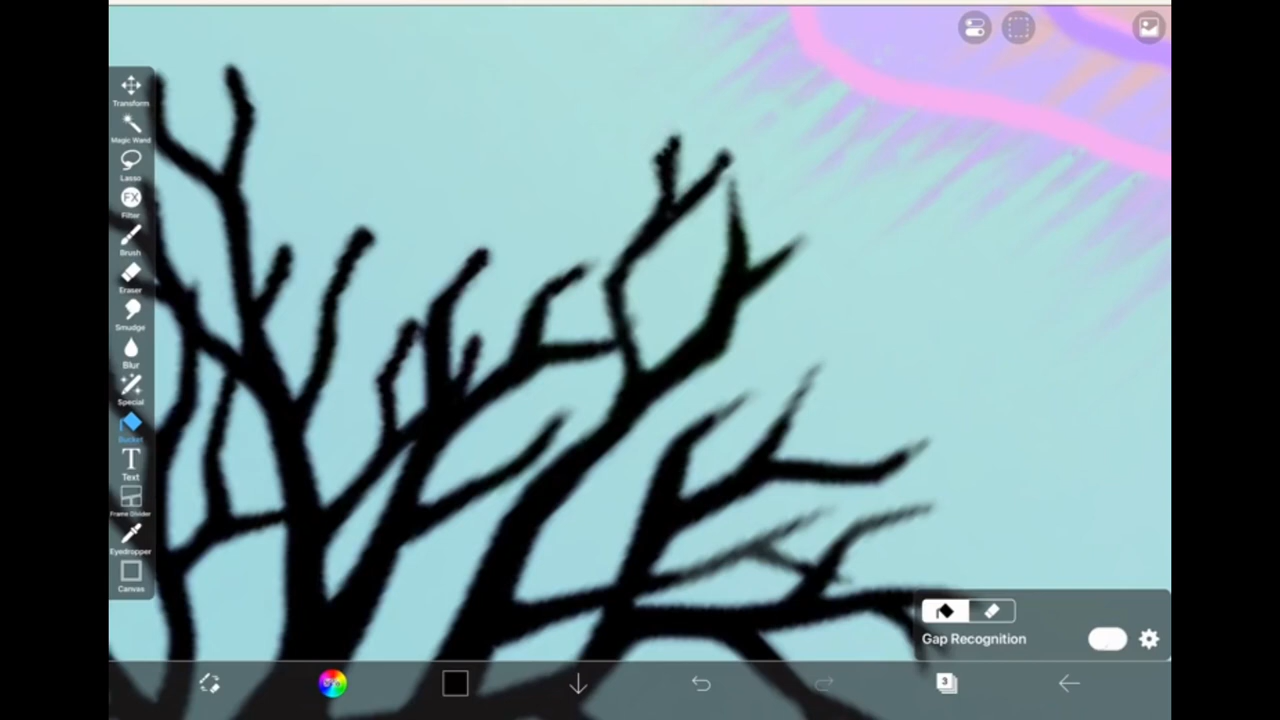 Transform
Magic Wand
Lasso
FX
Filter
Brush
Eraser
Smudge
Blur
Special
Bucket
T
Text
Frame Divider
Eyedropper
Canvas
Gap Recognition
3